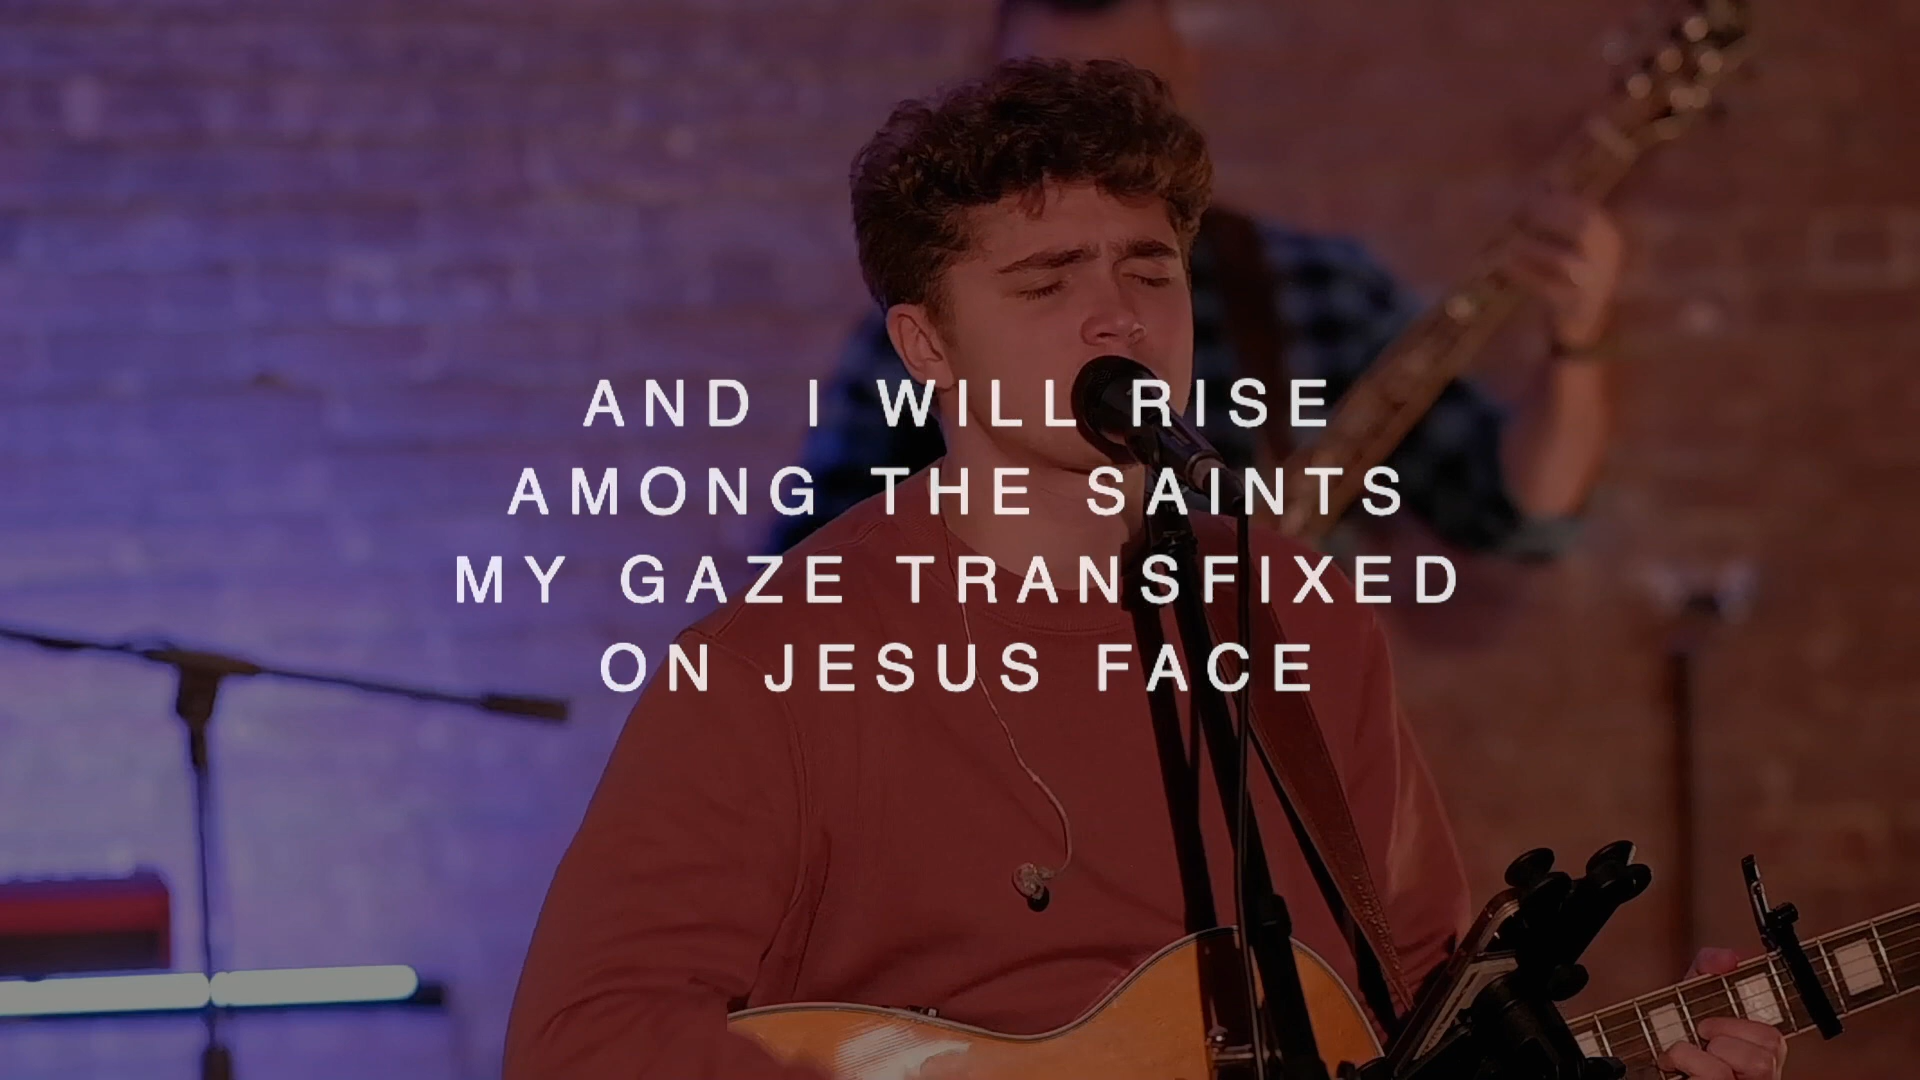 AND I WILL RISE
AMONG THE SAINTS
MY GAZE TRANSFIXED
ON JESUS FACE